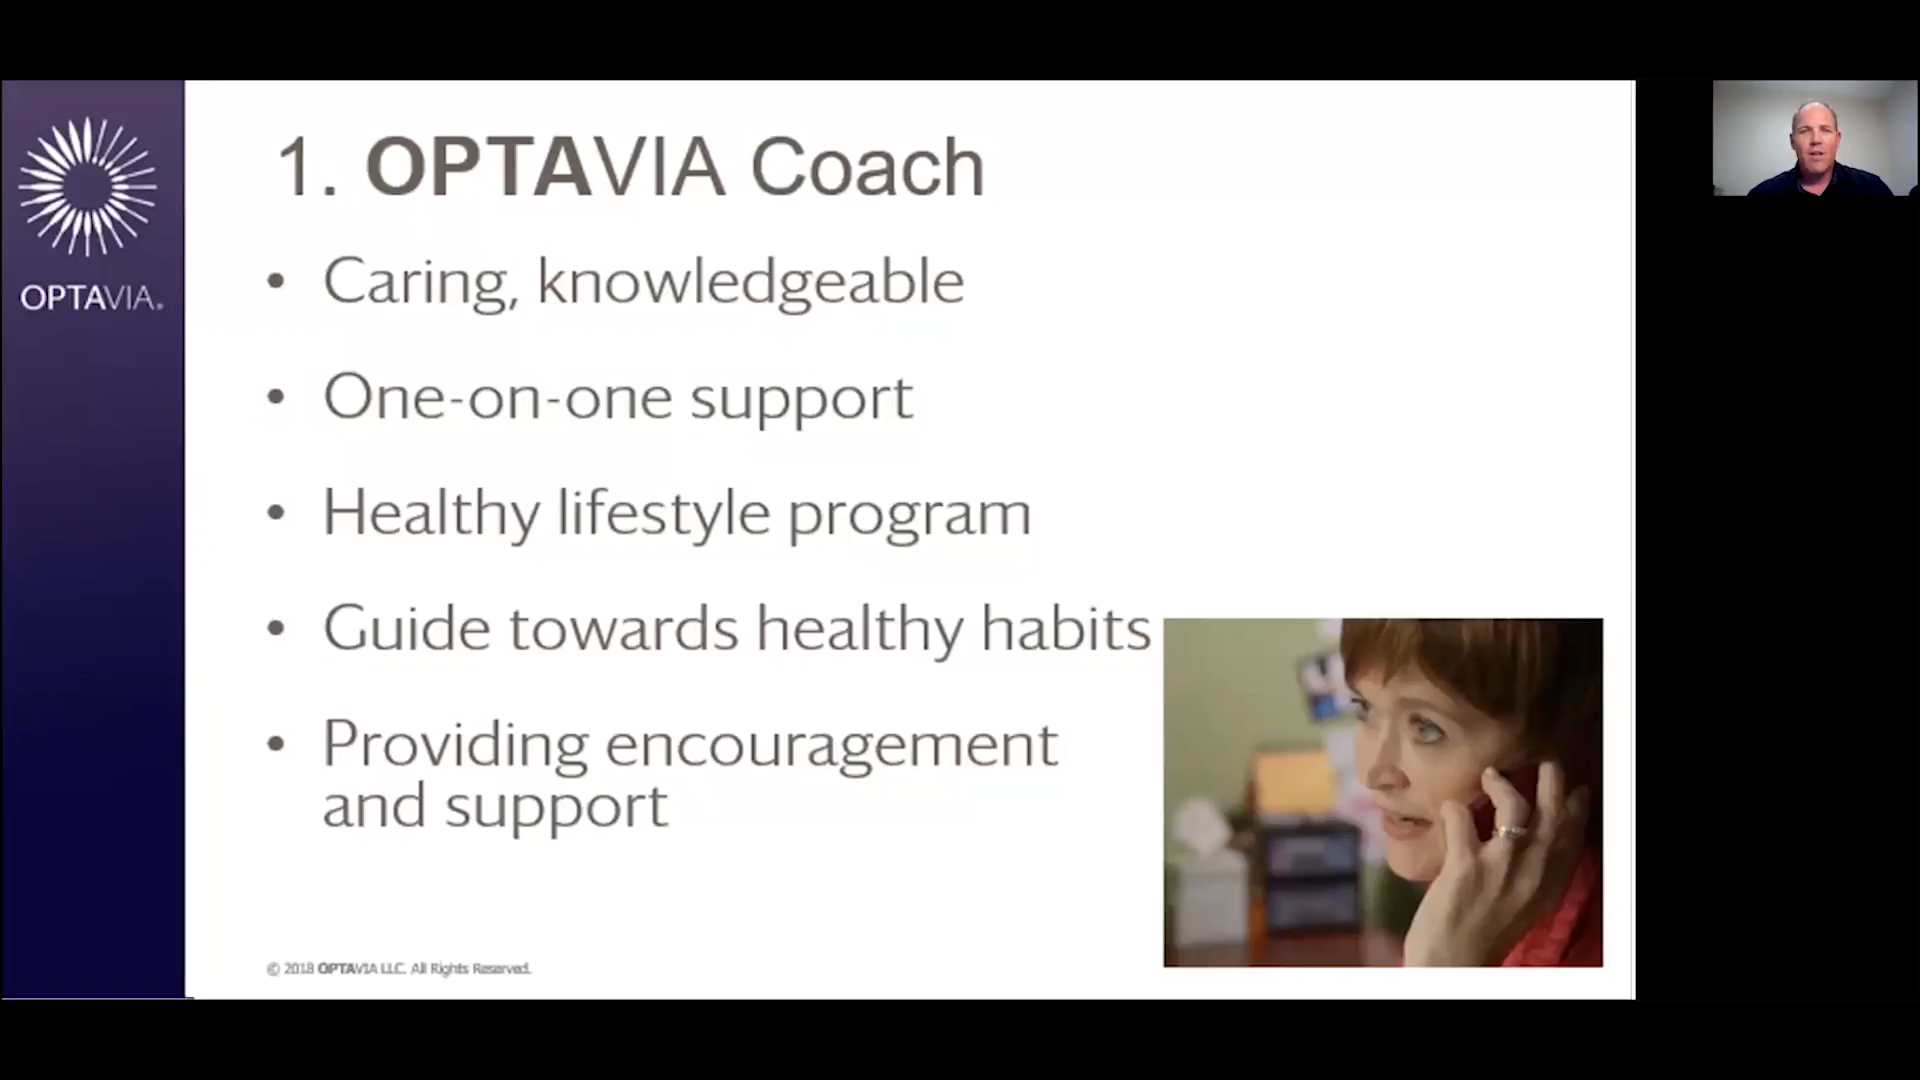 1. OPTAVIA Coach
OPTAVIA®
• Caring, knowledgeable
• One-on-one support
• Healthy lifestyle program
• Guide towards healthy habits
• Providing encouragement
and support
© 2018 OPTAVIA LLC. All Rights Reserved.